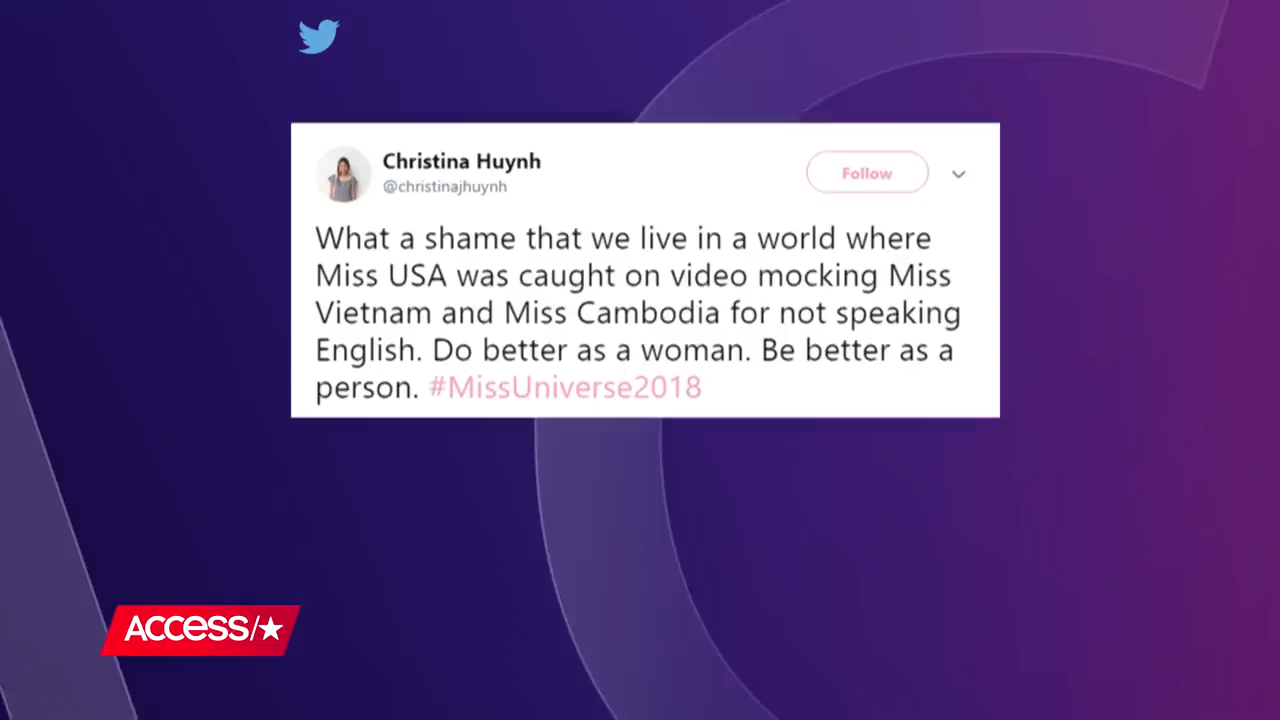 Christina Huynh
@christinajhuynh
Follow
What a shame that we live in a world where
Miss USA was caught on video mocking Miss
Vietnam and Miss Cambodia for not speaking
English. Do better as a woman. Be better as a
person. #MissUniverse2018
ACCESS/★